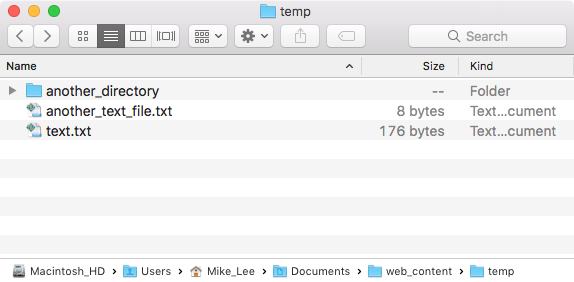 temp
Search
Name Size Kind
another_directory -- Folder
another_text_file.txt 8 bytes Text...cument
text.txt 176 bytes Text...cument
Macintosh_HD > Users > Mike_Lee > Documents > web_content > temp